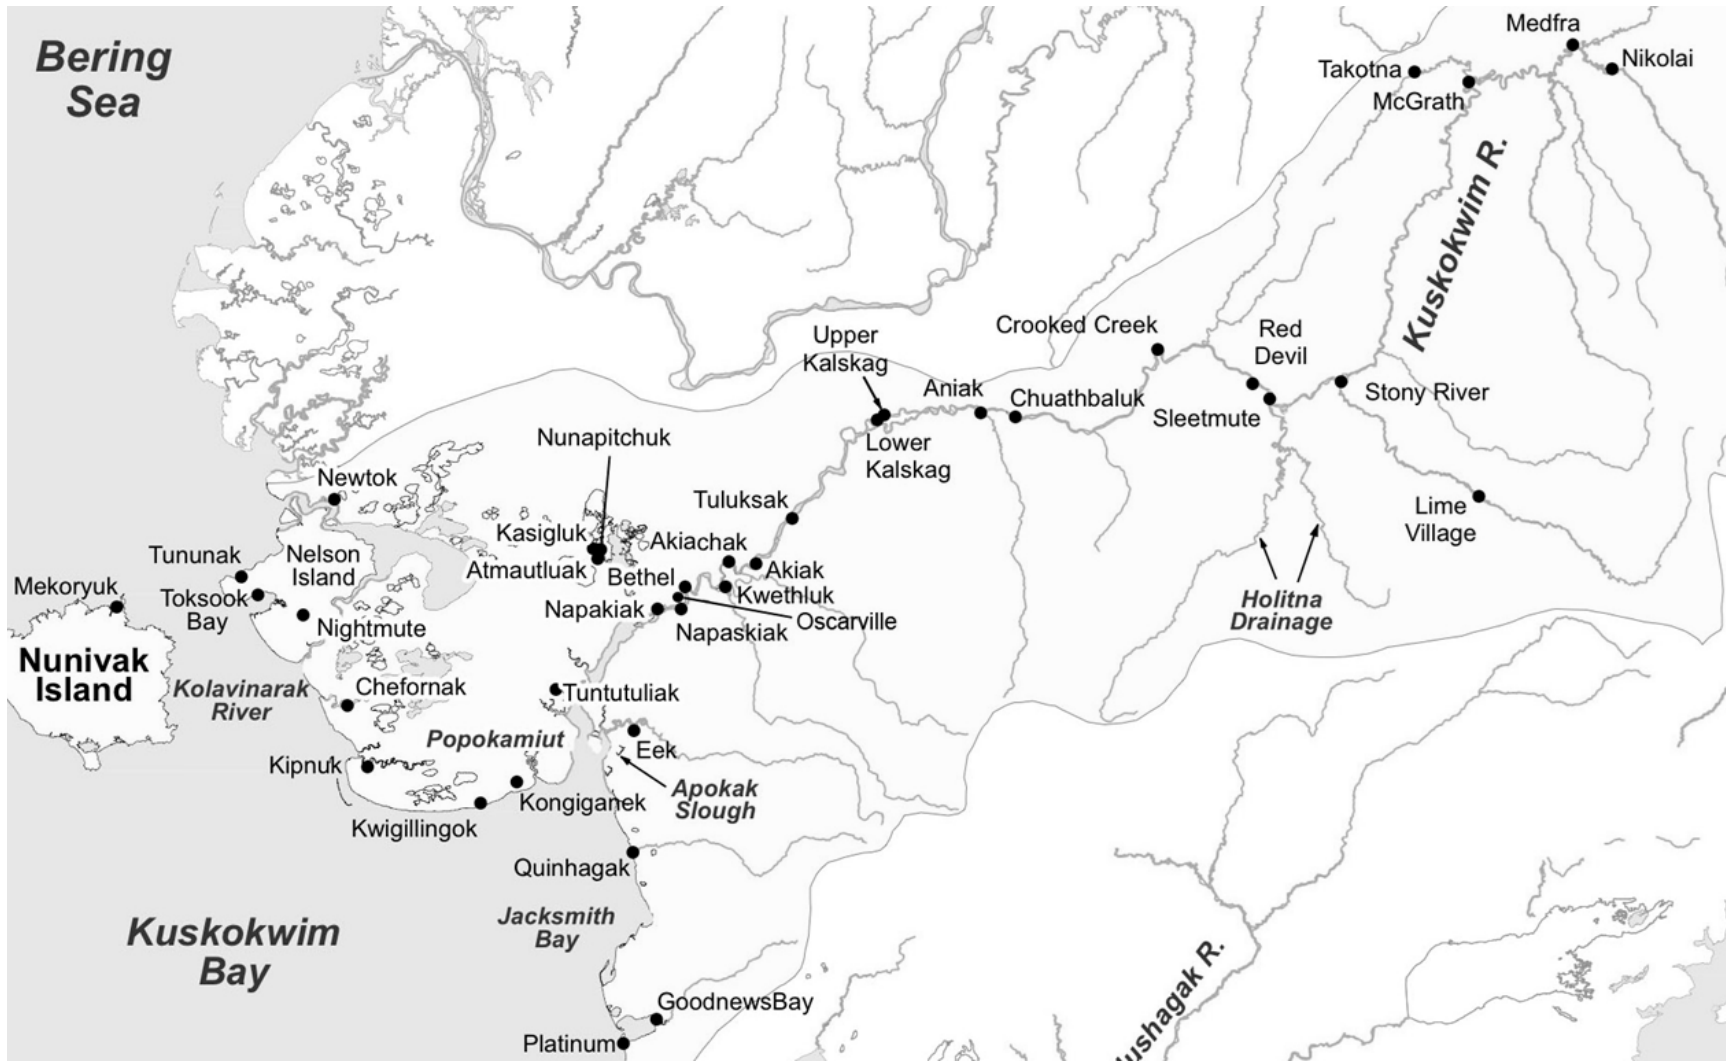 Bering
Sea
Medfra
Nikolai
Takotna
McGrath
Kuskokwim R.
Upper
Kalskag
Crooked Creek
Red
Devil
Aniak
Chuathbaluk
Stony River
Sleetmute
Lower
Kalskag
Nunapitchuk
Newtok
Tuluksak
Lime
Village
Kasigluk
Akiachak
Tununak
Nelson
Island
Atmautluak
Bethel
Akiak
Mekoryuk
Toksook
Bay
Kwethluk
Napakiak
Oscarville
Holitna
Drainage
Nightmute
Napaskiak
Nunivak
Island
Kolavinarak
River
Chefornak
Tuntutuliak
Popokamiut
Eek
Kipnuk
Apokak
Slough
Kongiganek
Kwigillingok
Quinhagak
Jacksmith
Bay
Kuskokwim
Bay
GoodnewsBay
Platinum
lushagak R.